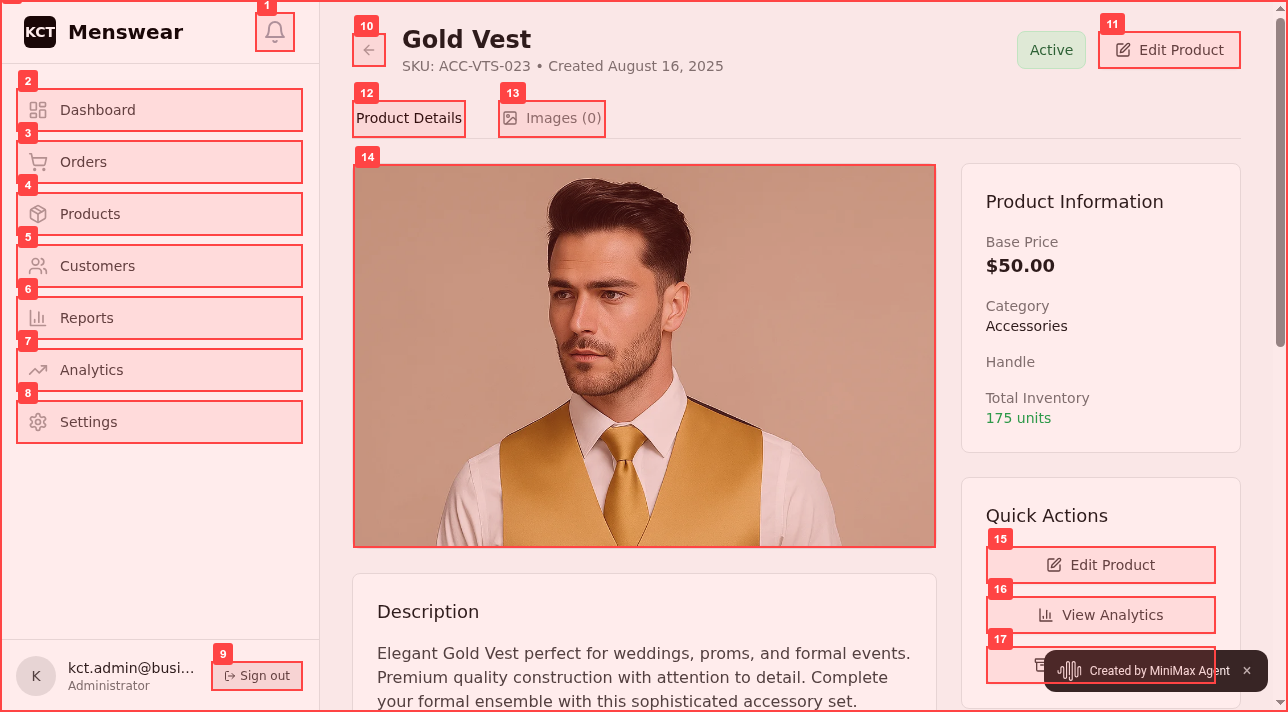 KCT Menswear
1
2
Dashboard
3
Orders
4
Products
5
Customers
6
Reports
7
Analytics
8
Settings
K
kct.admin@busi...
Administrator
9
Sign out
10
Gold Vest
SKU: ACC-VTS-023 • Created August 16, 2025
Active
11
Edit Product
12
Product Details
13
Images (0)
14
Description
Elegant Gold Vest perfect for weddings, proms, and formal events.
Premium quality construction with attention to detail. Complete
your formal ensemble with this sophisticated accessory set.
Product Information
Base Price
$50.00
Category
Accessories
Handle
Total Inventory
175 units
Quick Actions
15
Edit Product
16
View Analytics
17
Created by MiniMax Agent ×